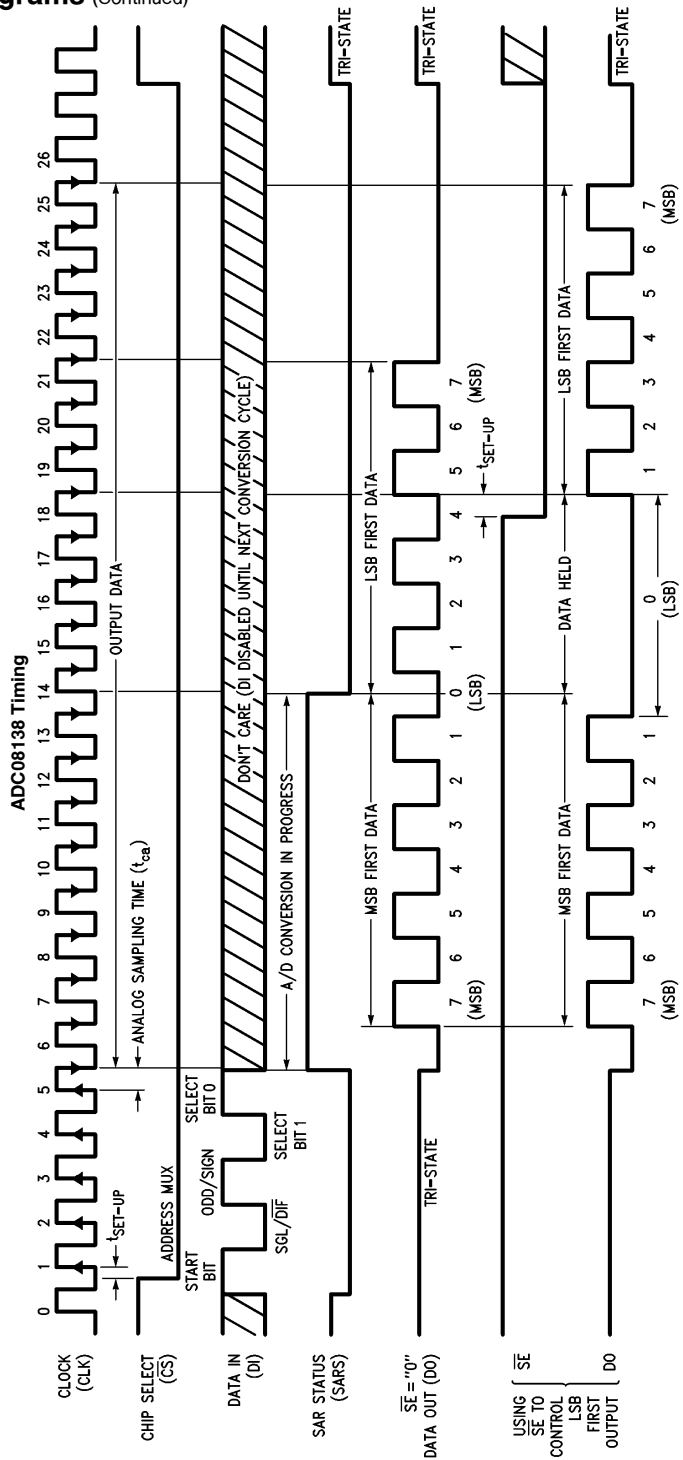 grams (Continued)
ADC08138 Timing
CLOCK
(CLK)
0 1 2 3 4 5 6 7 8 9 10 11 12 13 14 15 16 17 18 19 20 21 22 23 24 25 26
tSET-UP
ANALOG SAMPLING TIME (tca)
OUTPUT DATA
CHIP SELECT
(CS)
ADDRESS MUX
DATA IN
(DI)
START
BIT
SGL/DIF
ODD/SIGN
SELECT
BIT 1
SELECT
BIT 0
DON'T CARE (DI DISABLED UNTIL NEXT CONVERSION CYCLE)
SAR STATUS
(SARS)
A/D CONVERSION IN PROGRESS
TRI-STATE
SE = "0"
DATA OUT (DO)
TRI-STATE
MSB FIRST DATA
LSB FIRST DATA
TRI-STATE
7 6 5 4 3 2 1 0 1 2 3 4 5 6 7
(MSB) (LSB) (MSB)
tSET-UP
USING
SE TO
CONTROL
LSB
FIRST
OUTPUT
SE
DO
MSB FIRST DATA
DATA HELD
LSB FIRST DATA
TRI-STATE
7 6 5 4 3 2 1 0 1 2 3 4 5 6 7
(MSB) (LSB) (MSB)